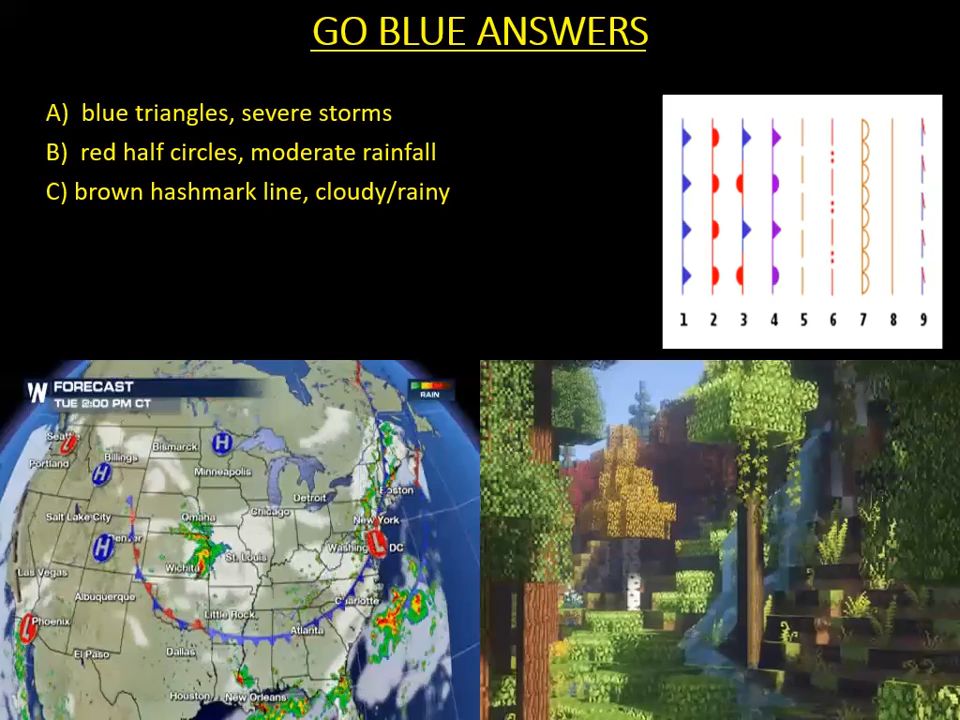 GO BLUE ANSWERS
A) blue triangles, severe storms
B) red half circles, moderate rainfall
C) brown hashmark line, cloudy/rainy
1 2 3 4 5 6 7 8 9
W FORECAST
TUE 2:00 PM CT
RAIN
Bismarck
H
L
Portland
Billings
H
Minneapolis
Boston
Detroit
Salt Lake City
Omaha
Chicago
New York
H
St. Louis
Washington, DC
L
Las Vegas
Wichita
Albuquerque
Charlotte
Phoenix
L
Little Rock
Atlanta
El Paso
Dallas
Houston
New Orleans